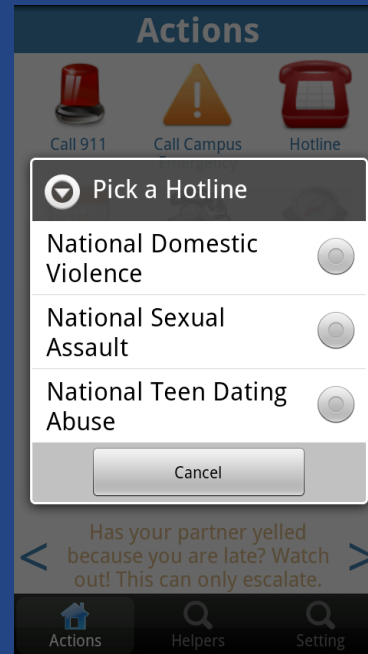 Actions
Call 911
Call Campus
Hotline
Pick a Hotline
National Domestic
Violence
National Sexual
Assault
National Teen Dating
Abuse
Cancel
Has your partner yelled
< because you are late? Watch >
out! This can only escalate.
Actions
Helpers
Setting